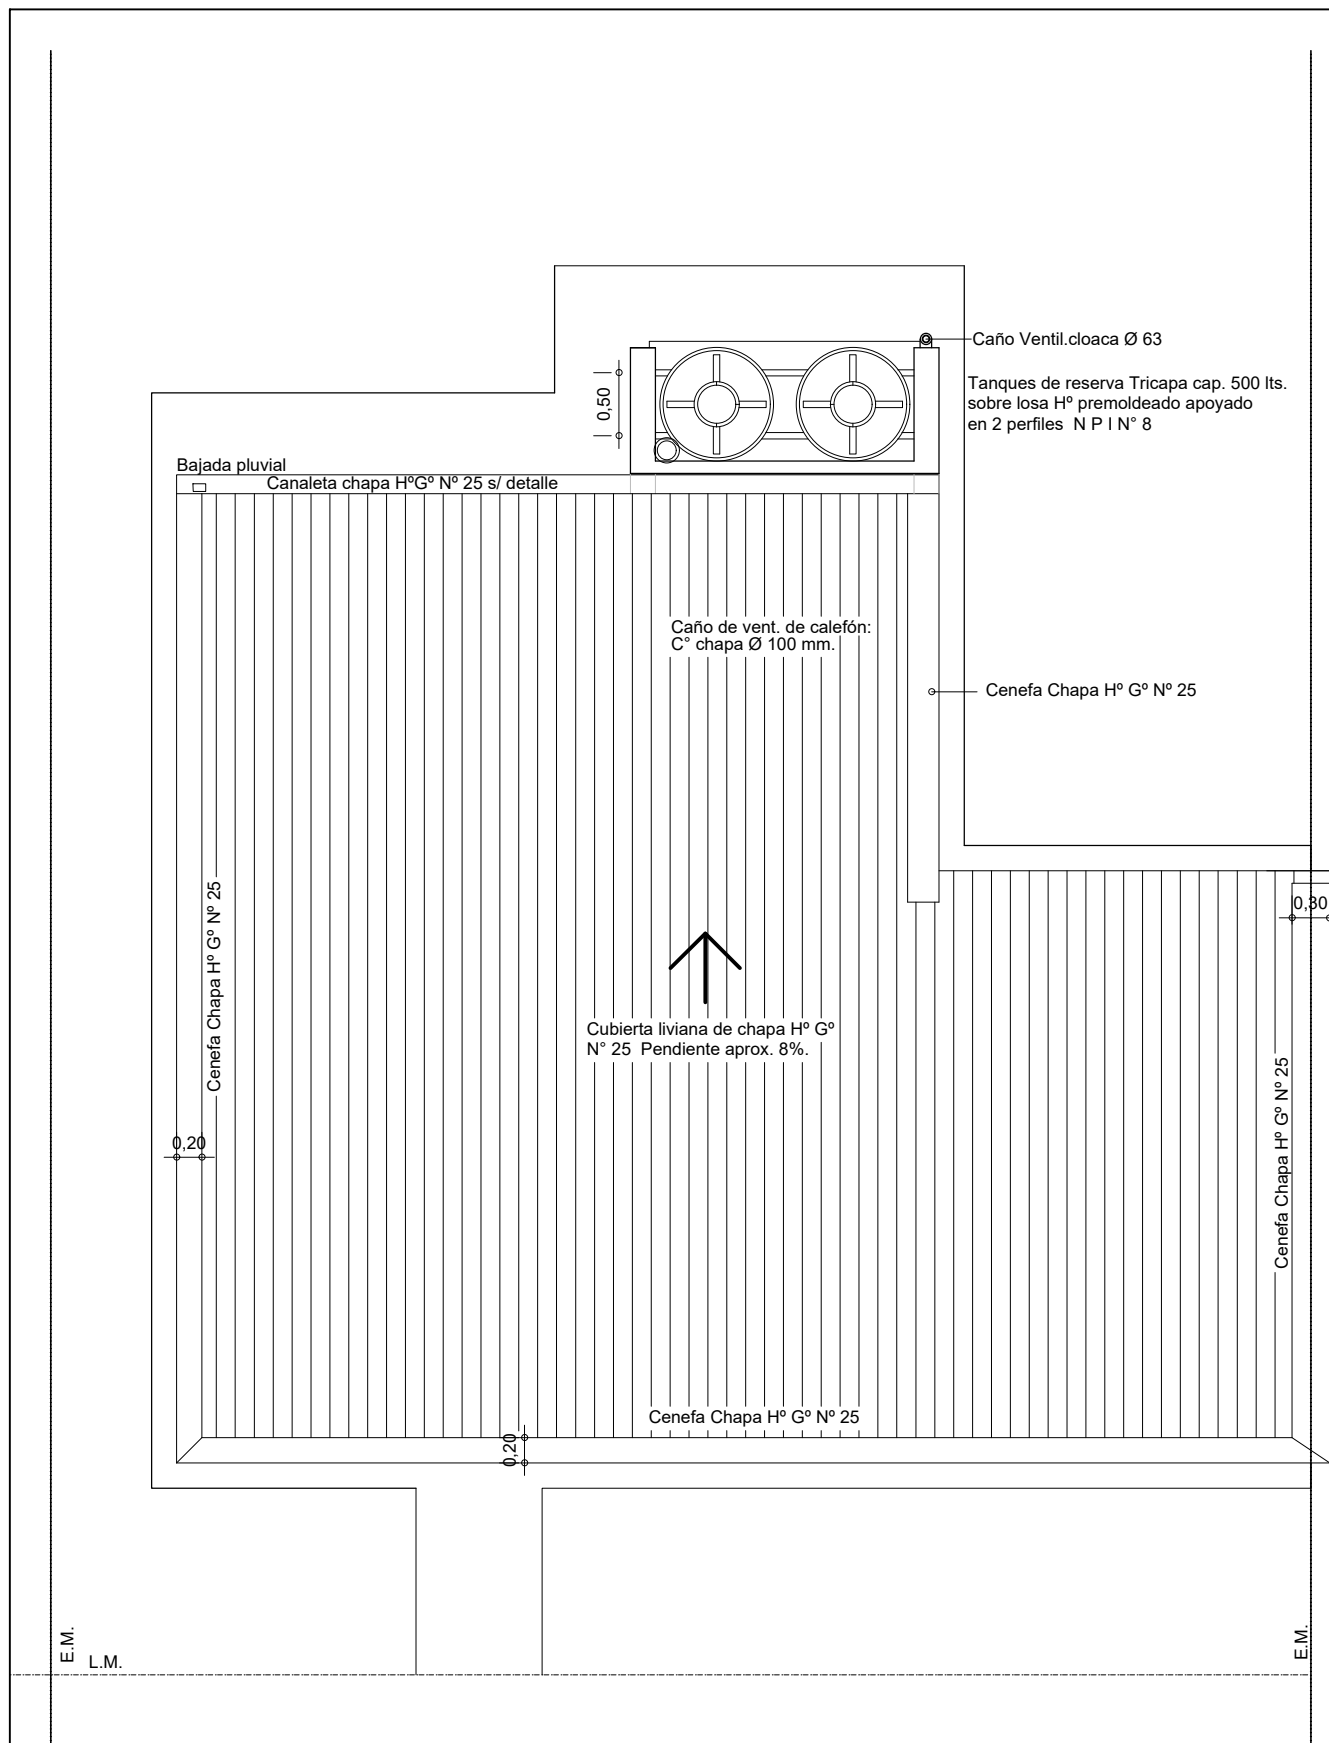 Caño Ventil.cloaca Ø 63
Tanques de reserva Tricapa cap. 500 lts.
sobre losa Hº premoldeado apoyado
en 2 perfiles N P I N° 8
0,50
Bajada pluvial
Canaleta chapa HºGº Nº 25 s/ detalle
Caño de vent. de calefón:
C° chapa Ø 100 mm.
Cenefa Chapa Hº Gº Nº 25
Cenefa Chapa Hº Gº Nº 25
0,30
Cubierta liviana de chapa Hº Gº
N° 25 Pendiente aprox. 8%.
Cenefa Chapa Hº Gº Nº 25
0,20
Cenefa Chapa Hº Gº Nº 25
0,20
E.M.
L.M.
E.M.